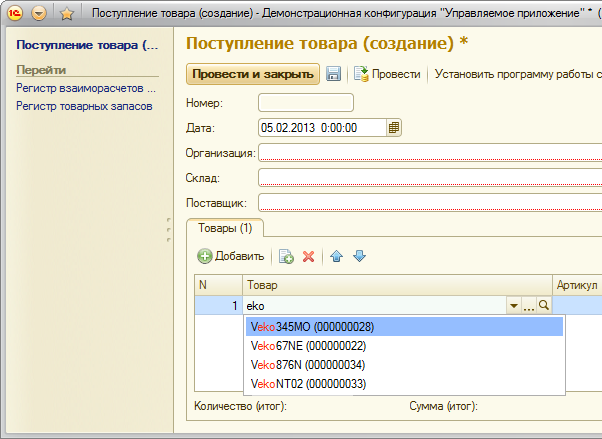 Поступление товара (создание) - Демонстрационная конфигурация "Управляемое приложение" * (
Поступление товара (...
Перейти
Регистр взаиморасчетов ...
Регистр товарных запасов
Поступление товара (создание) *
Провести и закрыть Провести Установить программу работы с
Номер:
Дата: 05.02.2013 0:00:00
Организация:
Склад:
Поставщик:
Товары (1)
Добавить
N Товар Артикул
1 eko ...
Veko345MO (000000028)
Veko67NE (000000022)
Veko876N (000000034)
VekoNT02 (000000033)
Количество (итог): Сумма (итог):